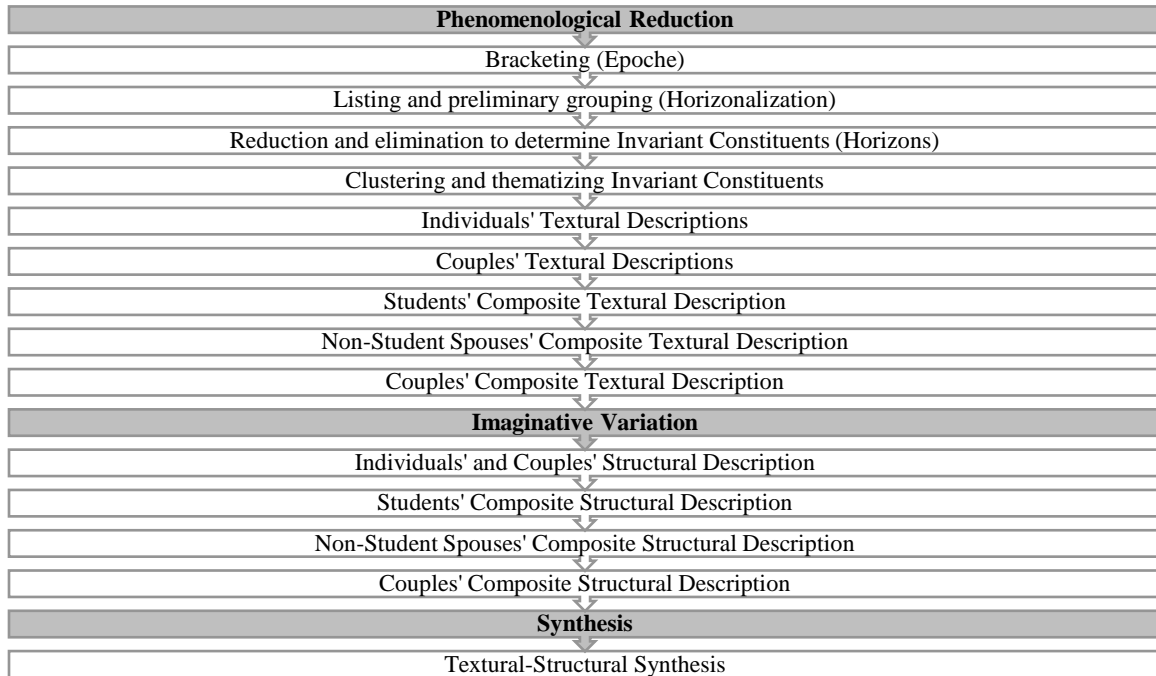 Phenomenological Reduction
Bracketing (Epoche)
Listing and preliminary grouping (Horizonalization)
Reduction and elimination to determine Invariant Constituents (Horizons)
Clustering and thematizing Invariant Constituents
Individuals' Textural Descriptions
Couples' Textural Descriptions
Students' Composite Textural Description
Non-Student Spouses' Composite Textural Description
Couples' Composite Textural Description
Imaginative Variation
Individuals' and Couples' Structural Description
Students' Composite Structural Description
Non-Student Spouses' Composite Structural Description
Couples' Composite Structural Description
Synthesis
Textural-Structural Synthesis